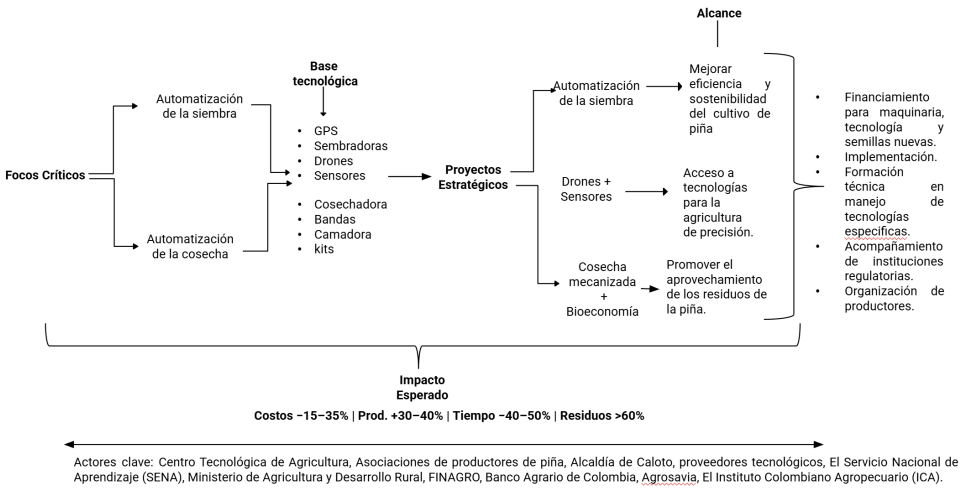 Alcance
Base
tecnológica
Focos Críticos
Automatización
de la siembra
Automatización
de la cosecha
• GPS
• Sembradoras
• Drones
• Sensores
• Cosechadora
• Bandas
• Camadora
• kits
Proyectos
Estratégicos
Automatización
de la siembra
Mejorar
eficiencia y
sostenibilidad
del cultivo de
piña
Drones +
Sensores
Acceso a
tecnologías
para la
agricultura
de precisión.
Cosecha
mecanizada
+
Bioeconomía
Promover el
aprovechamiento
de los residuos de
la piña.
• Financiamiento
para maquinaria,
tecnología y
semillas nuevas.
• Implementación.
• Formación
técnica en
manejo de
tecnologías
especificas.
• Acompañamiento
de instituciones
regulatorias.
• Organización de
productores.
Impacto
Esperado
Costos −15–35% | Prod. +30–40% | Tiempo −40–50% | Residuos >60%
Actores clave: Centro Tecnológica de Agricultura, Asociaciones de productores de piña, Alcaldía de Caloto, proveedores tecnológicos, El Servicio Nacional de
Aprendizaje (SENA), Ministerio de Agricultura y Desarrollo Rural, FINAGRO, Banco Agrario de Colombia, Agrosavia, El Instituto Colombiano Agropecuario (ICA).